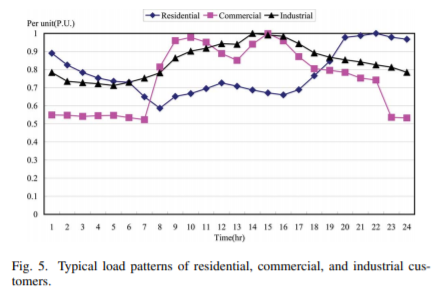 Per unit(P.U.)
Residential Commercial Industrial
1
0.9
0.8
0.7
0.6
0.5
0.4
0.3
0.2
0.1
0
1 2 3 4 5 6 7 8 9 10 11 12 13 14 15 16 17 18 19 20 21 22 23 24
Time(hr)
Fig. 5. Typical load patterns of residential, commercial, and industrial cus-
tomers.